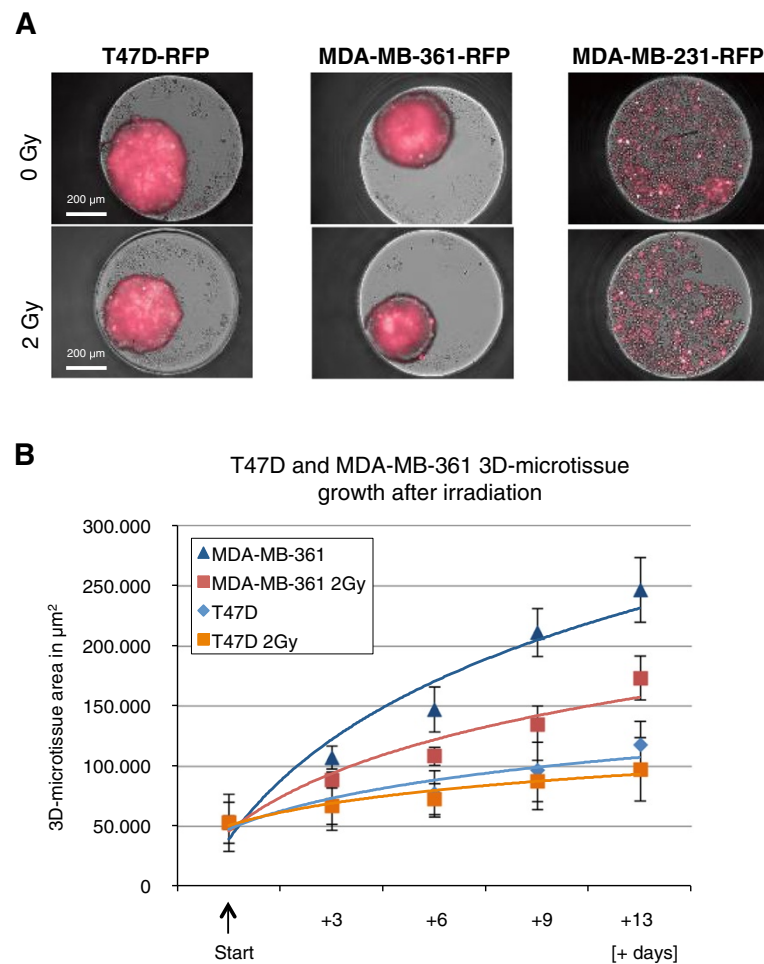 A
T47D-RFP
MDA-MB-361-RFP
MDA-MB-231-RFP
0 Gy
200 µm
2 Gy
200 µm
B
T47D and MDA-MB-361 3D-microtissue
growth after irradiation
3D-microtissue area in µm²
300.000
250.000
200.000
150.000
100.000
50.000
0
MDA-MB-361
MDA-MB-361 2Gy
T47D
T47D 2Gy
+3
+6
+9
+13
Start
[+ days]